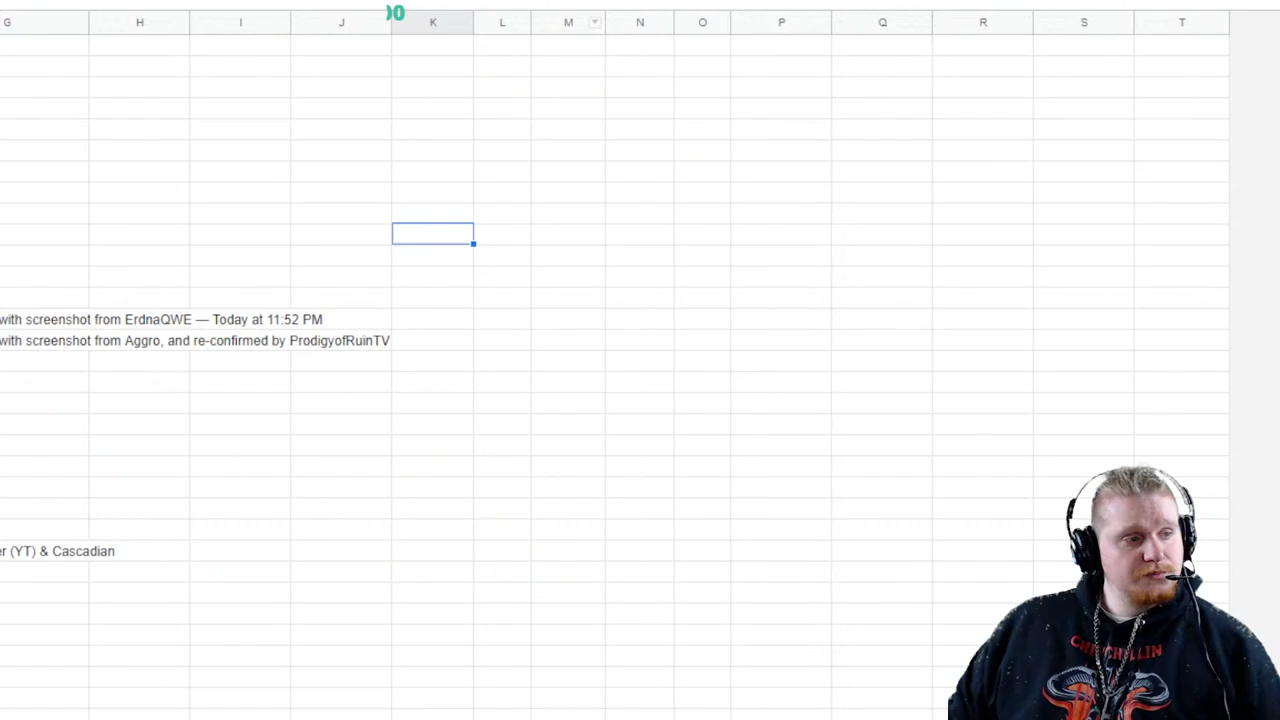 G H I J K L M N O P Q R S T
with screenshot from ErdnaQWE — Today at 11:52 PM
with screenshot from Aggro, and re-confirmed by ProdigyofRuinTV
(YT) & Cascadian